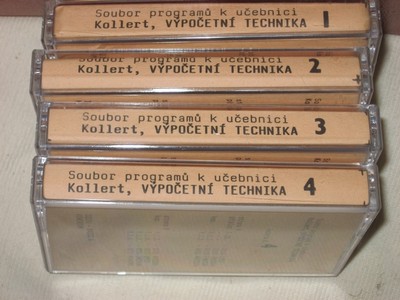 Soubor programů k učebnici
Kollert, VÝPOČETNÍ TECHNIKA 1
Soubor programů k učebnici
Kollert, VÝPOČETNÍ TECHNIKA 2
Soubor programů k učebnici
Kollert, VÝPOČETNÍ TECHNIKA 3
Soubor programů k učebnici
Kollert, VÝPOČETNÍ TECHNIKA 4